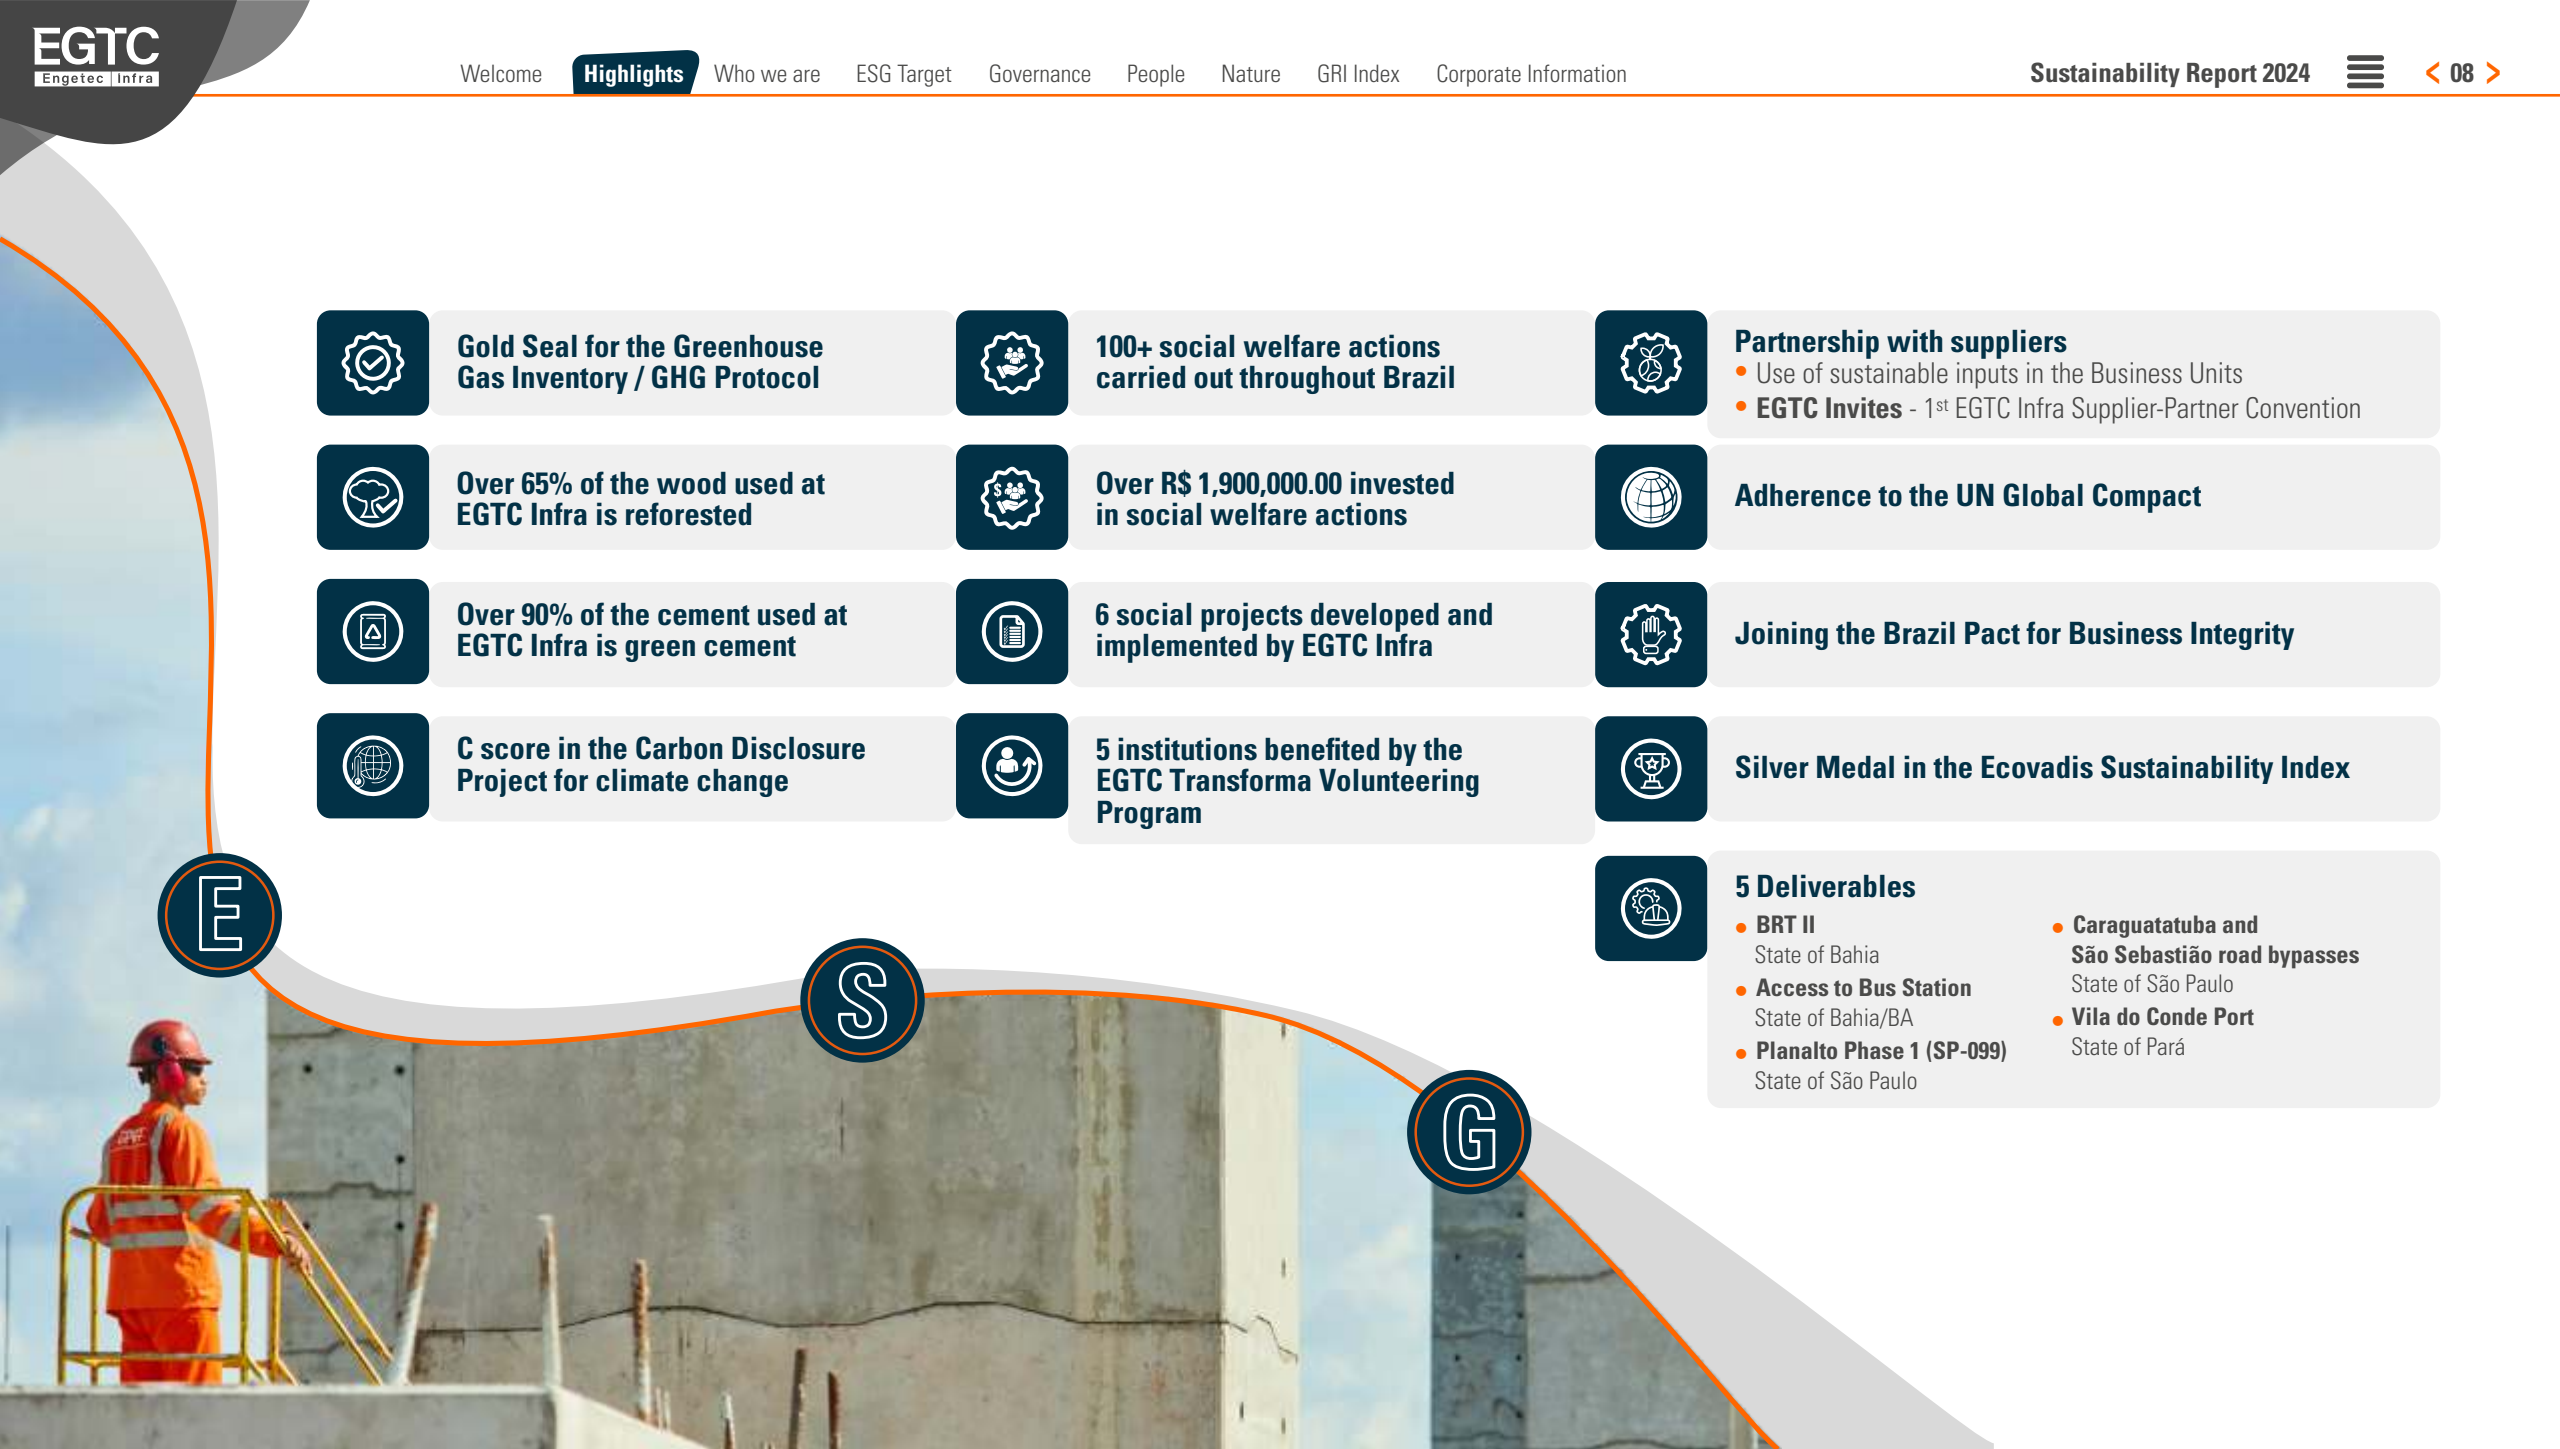 EGTC
Engetec Infra
Welcome
Highlights
Who we are
ESG Target
Governance
People
Nature
GRI Index
Corporate Information
Sustainability Report 2024
< 08 >
Gold Seal for the Greenhouse
Gas Inventory / GHG Protocol
Over 65% of the wood used at
EGTC Infra is reforested
Over 90% of the cement used at
EGTC Infra is green cement
C score in the Carbon Disclosure
Project for climate change
E
100+ social welfare actions
carried out throughout Brazil
Over R$ 1,900,000.00 invested
in social welfare actions
6 social projects developed and
implemented by EGTC Infra
5 institutions benefited by the
EGTC Transforma Volunteering
Program
S
Partnership with suppliers
• Use of sustainable inputs in the Business Units
• EGTC Invites - 1st EGTC Infra Supplier-Partner Convention
Adherence to the UN Global Compact
Joining the Brazil Pact for Business Integrity
Silver Medal in the Ecovadis Sustainability Index
5 Deliverables
• BRT II
State of Bahia
• Access to Bus Station
State of Bahia/BA
• Planalto Phase 1 (SP-099)
State of São Paulo
• Caraguatatuba and
São Sebastião road bypasses
State of São Paulo
• Vila do Conde Port
State of Pará
G